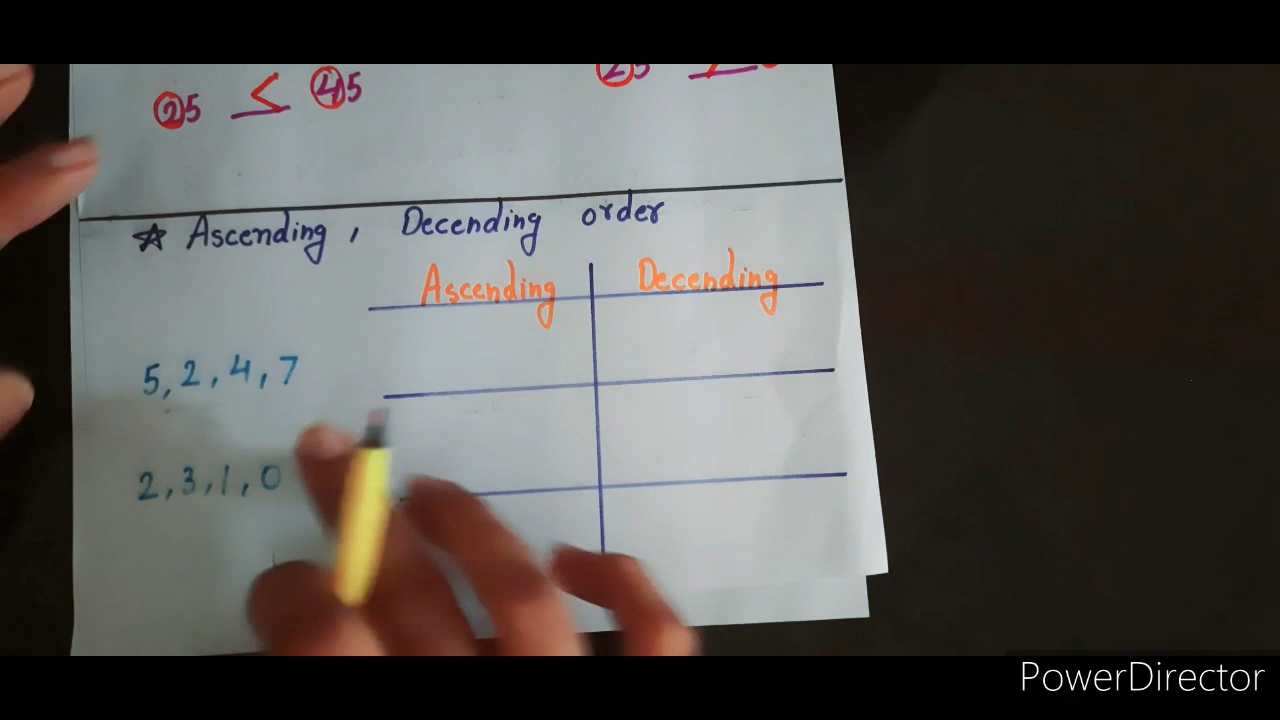 25 < 45
☆ Ascending, Decending order
Ascending Decending
5, 2, 4, 7
2, 3, 1, 0
PowerDirector